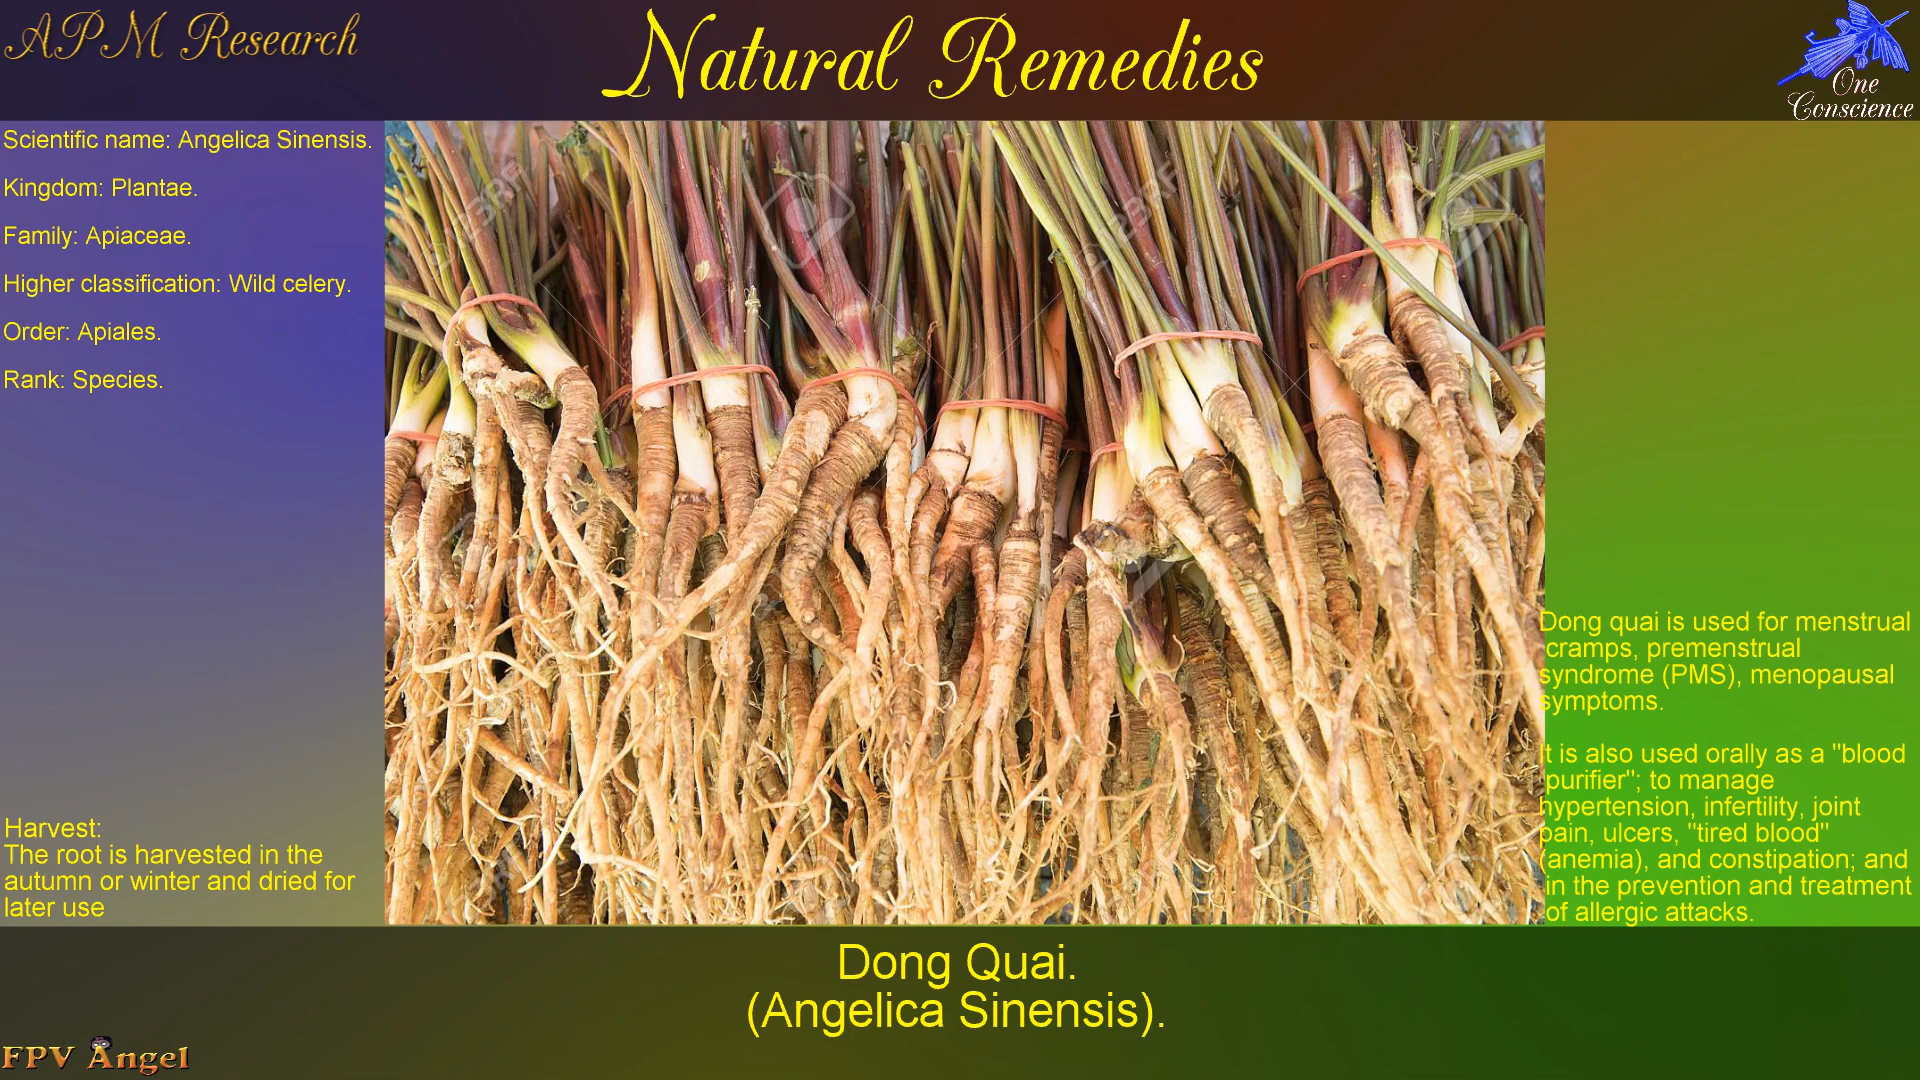 APM Research
Natural Remedies
One
Conscience
Scientific name: Angelica Sinensis.
Kingdom: Plantae.
Family: Apiaceae.
Higher classification: Wild celery.
Order: Apiales.
Rank: Species.
Harvest:
The root is harvested in the
autumn or winter and dried for
later use
123RF
123RF
Dong quai is used for menstrual
cramps, premenstrual
syndrome (PMS), menopausal
symptoms.
It is also used orally as a "blood
purifier"; to manage
hypertension, infertility, joint
pain, ulcers, "tired blood"
(anemia), and constipation; and
in the prevention and treatment
of allergic attacks.
Dong Quai.
(Angelica Sinensis).
FPV Angel